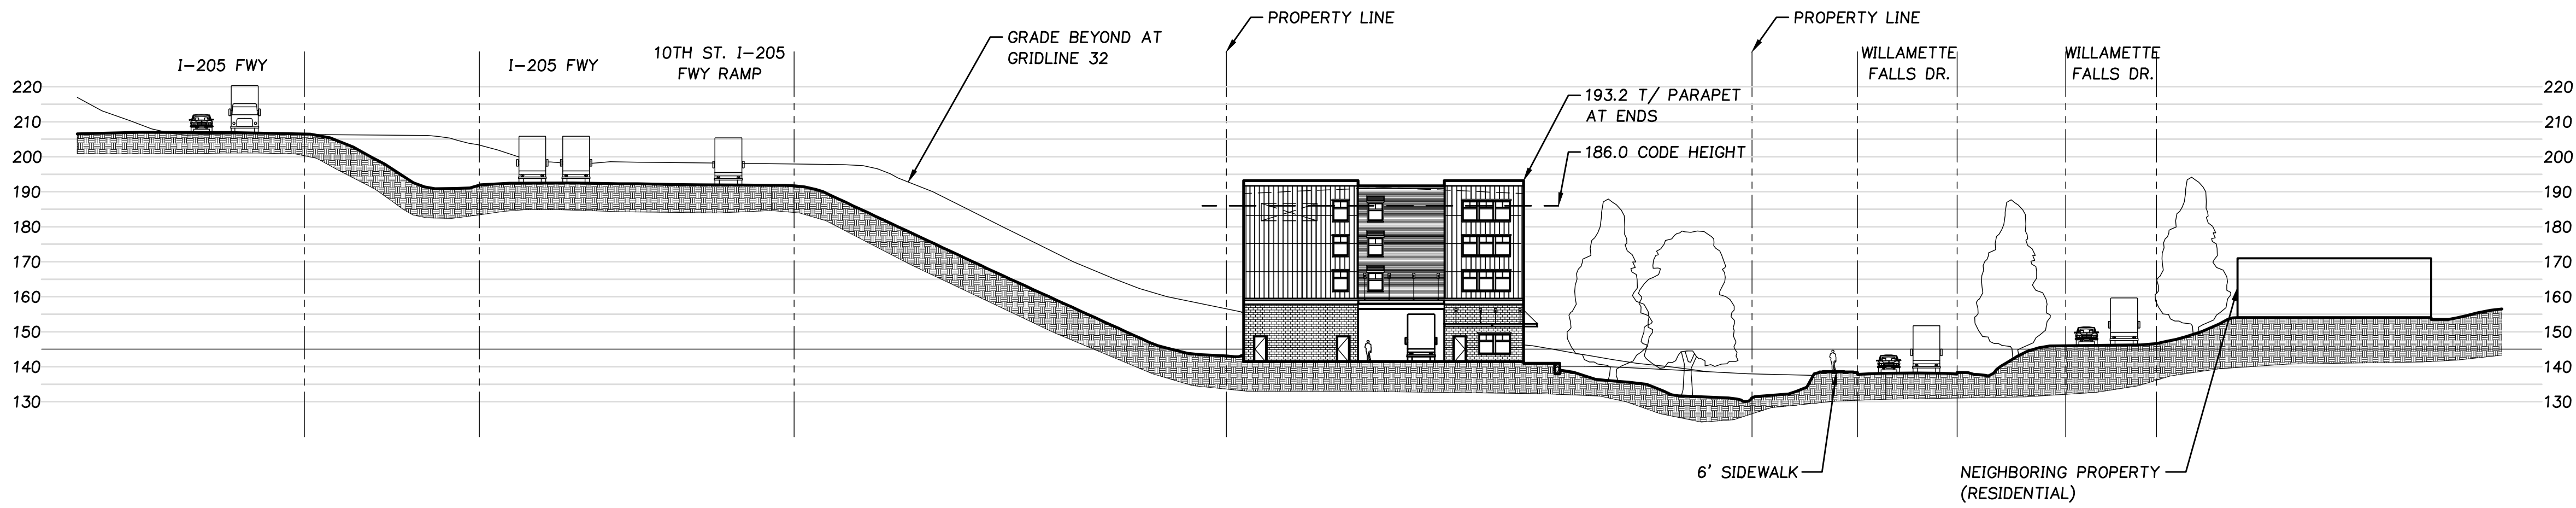 PROPERTY LINE
PROPERTY LINE
GRADE BEYOND AT
GRIDLINE 32
I-205 FWY
I-205 FWY
10TH ST. I-205
FWY RAMP
WILLAMETTE
FALLS DR.
WILLAMETTE
FALLS DR.
193.2 T/ PARAPET
AT ENDS
186.0 CODE HEIGHT
220
210
200
190
180
170
160
150
140
130
220
210
200
190
180
170
160
150
140
130
6' SIDEWALK
NEIGHBORING PROPERTY
(RESIDENTIAL)